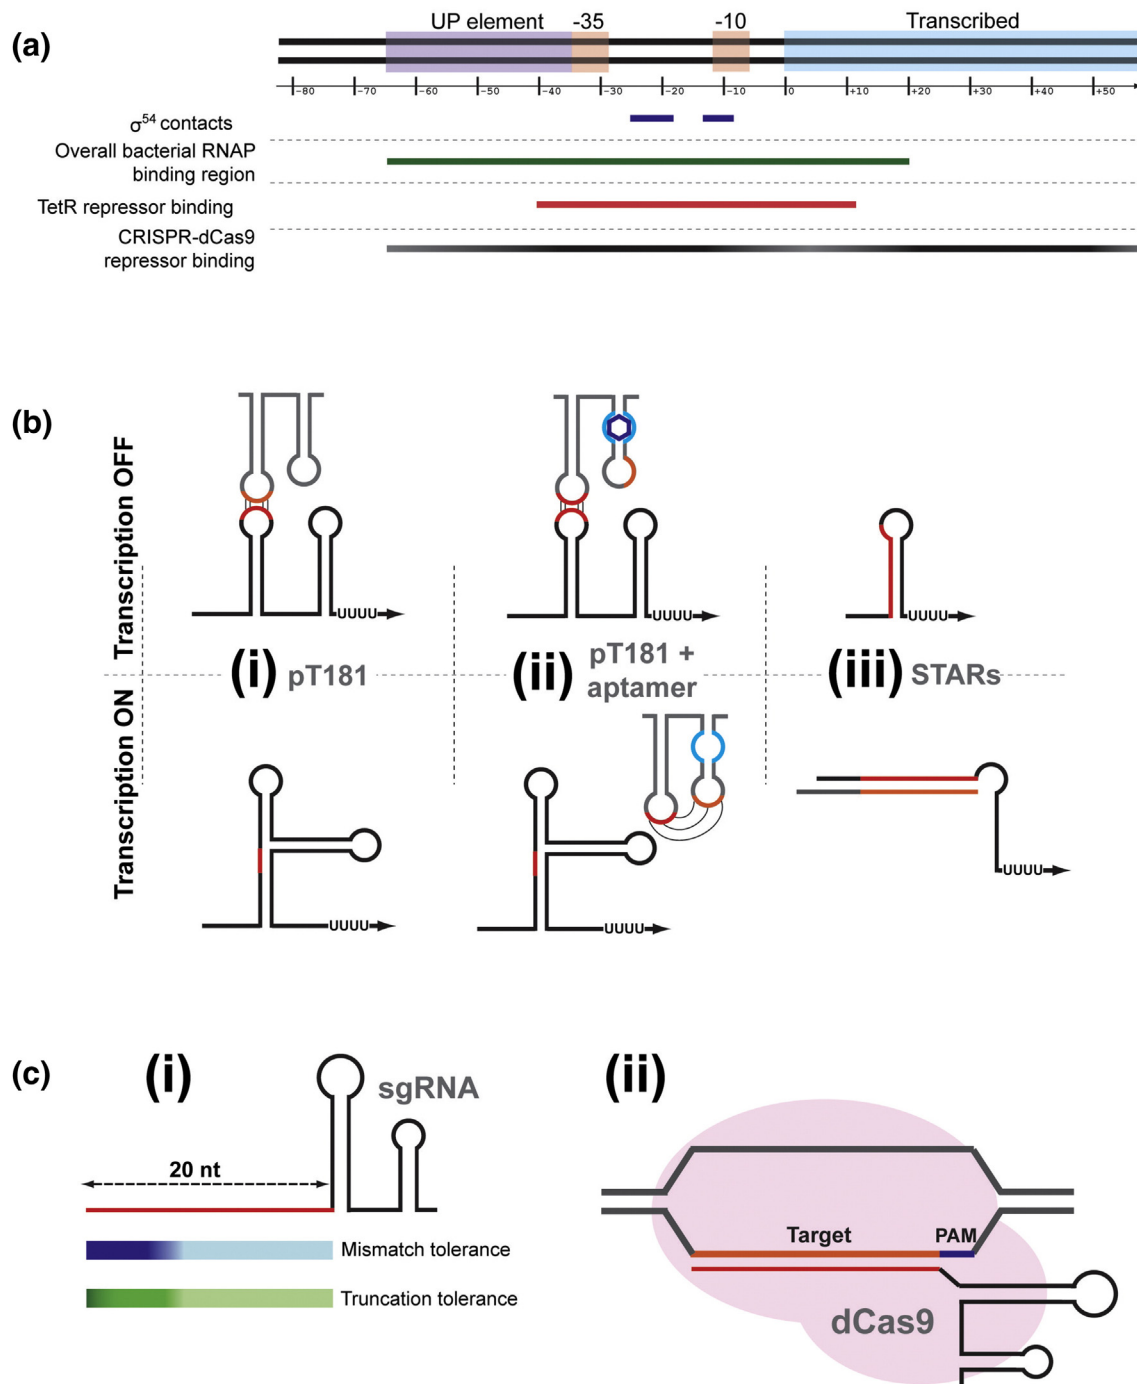 (a)
UP element
-35
-10
Transcribed
-80 -70 -60 -50 -40 -30 -20 -10 0 +10 +20 +30 +50
σ54 contacts
Overall bacterial RNAP
binding region
TetR repressor binding
CRISPR-dCas9
repressor binding
(b)
Transcription OFF
UUUU
UUUU
UUUU
(i) pT181
(ii) pT181 +
aptamer
(iii) STARs
Transcription ON
UUUU
UUUU
UUUU
(c)
(i)
sgRNA
20 nt
Mismatch tolerance
Truncation tolerance
(ii)
Target
PAM
dCas9